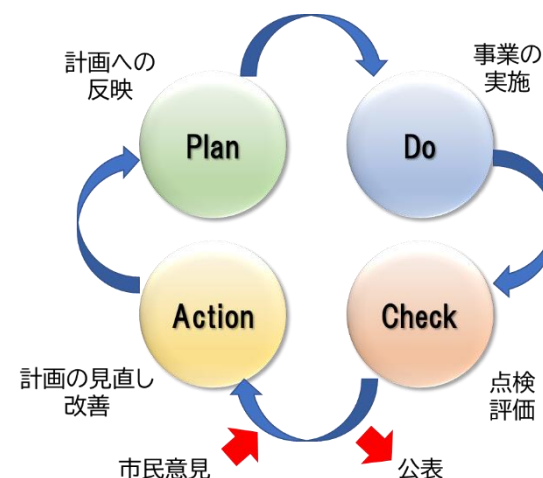 計画への
反映
Plan
事業の
実施
Do
Action
計画の見直し
改善
Check
点検
評価
市民意見
公表